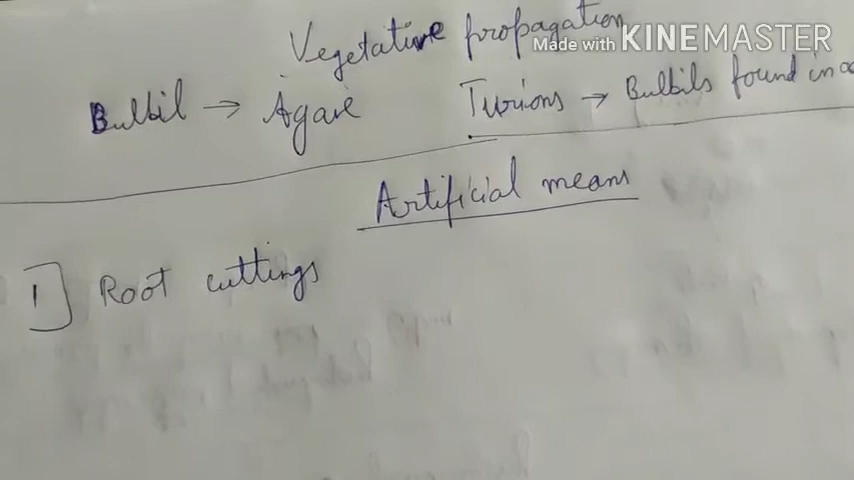 Vegetative propagation
Made with KINEMASTER
Bulbil → Agave Turions → Bulbils found in
Artificial means
1] Root cuttings